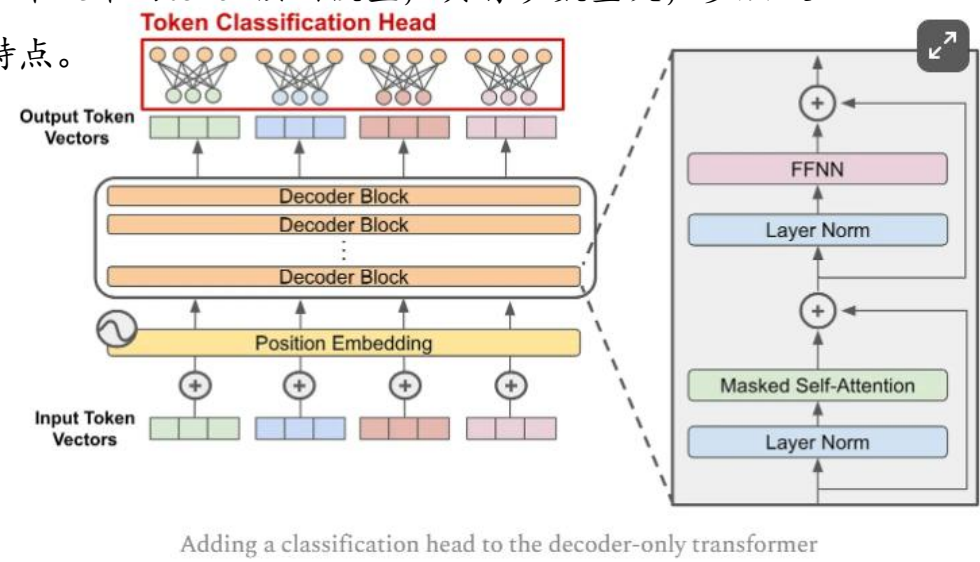 特点。
Token Classification Head
Output Token
Vectors
Decoder Block
Decoder Block
Decoder Block
Position Embedding
Input Token
Vectors
FFNN
Layer Norm
Masked Self-Attention
Layer Norm
Adding a classification head to the decoder-only transformer